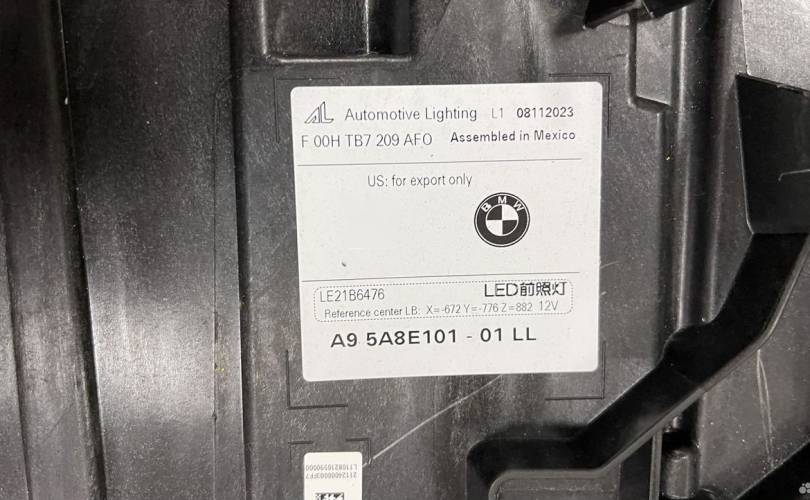 AL Automotive Lighting L1 08112023
F 00H TB7 209 AFO Assembled in Mexico
US: for export only
BMW
LE21B6476 LED前照灯
Reference center LB: X=-672 Y=-776 Z=882 12V
A9 5A8E101 - 01 LL